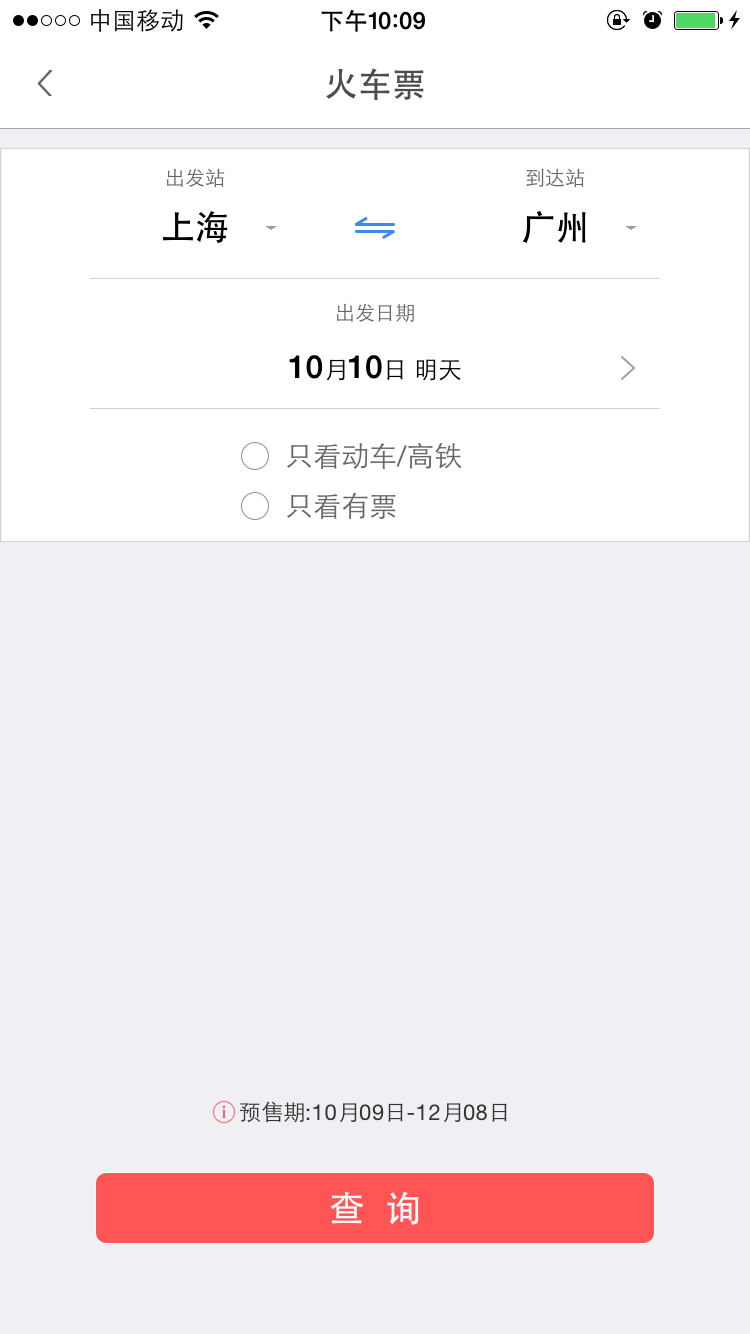 中国移动 下午10:09
火车票
出发站 到达站
上海 广州
出发日期
10月10日 明天
只看动车/高铁
只看有票
预售期:10月09日-12月08日
查 询